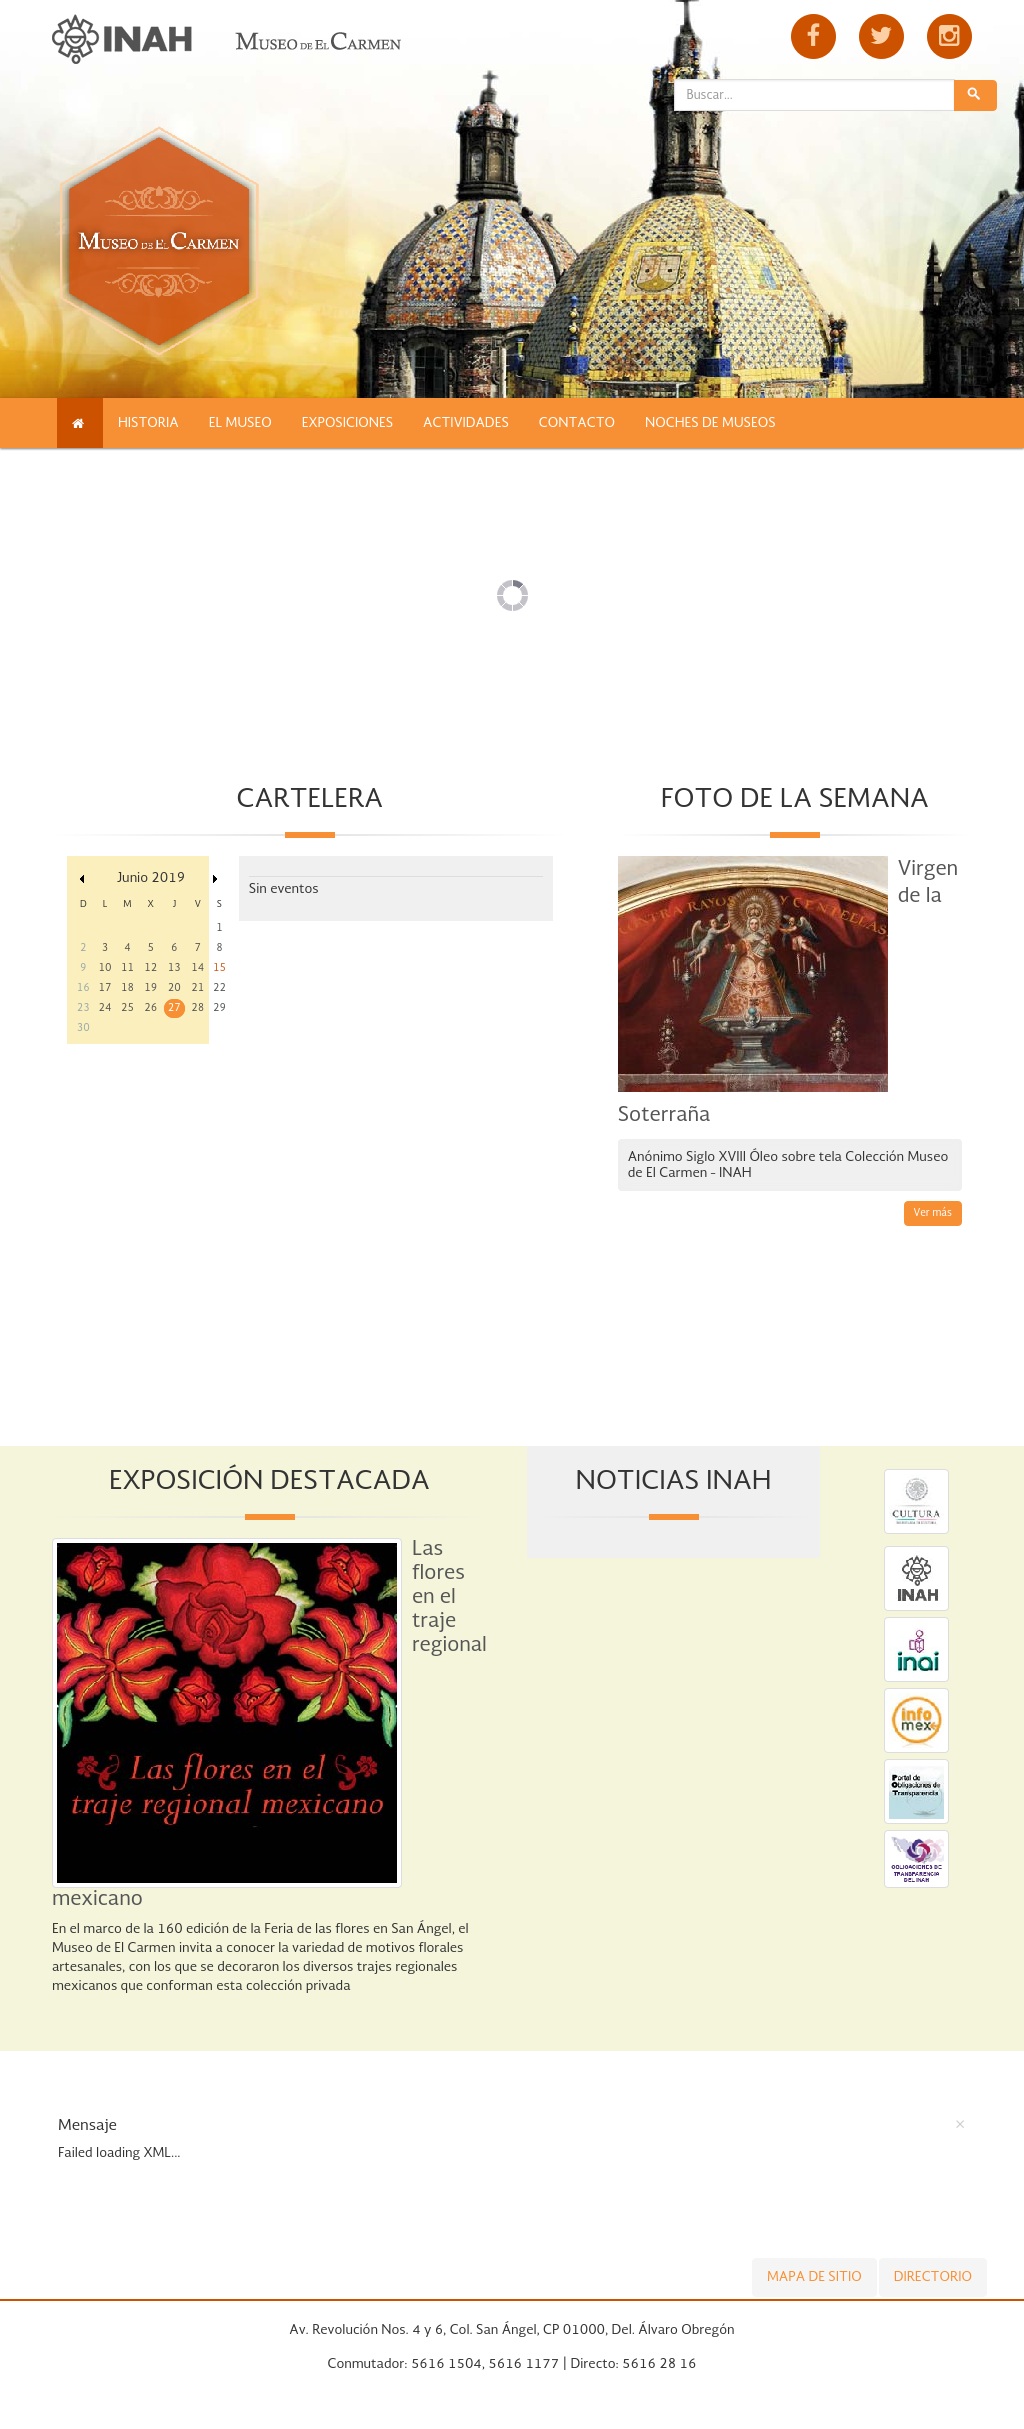 INAH
MUSEO DE EL CARMEN
Buscar...
MUSEO DE EL CARMEN
HISTORIA EL MUSEO EXPOSICIONES ACTIVIDADES CONTACTO NOCHES DE MUSEOS
CARTELERA
Junio 2019
D L M X J V S
1
2 3 4 5 6 7 8
9 10 11 12 13 14 15
16 17 18 19 20 21 22
23 24 25 26 27 28 29
30
Sin eventos
FOTO DE LA SEMANA
Virgen
de la
Soterraña
Anónimo Siglo XVIII Óleo sobre tela Colección Museo
de El Carmen - INAH
Ver más
EXPOSICIÓN DESTACADA
Las flores en el
traje regional mexicano
Las
flores
en el
traje
regional
mexicano
En el marco de la 160 edición de la Feria de las flores en San Ángel, el
Museo de El Carmen invita a conocer la variedad de motivos florales
artesanales, con los que se decoraron los diversos trajes regionales
mexicanos que conforman esta colección privada
NOTICIAS INAH
CULTURA
INAH
inai
info
mex
Portal de
Obligaciones de
Transparencia
OBLIGACIONES DE
TRANSPARENCIA
DEL INAH
Mensaje
×
Failed loading XML...
MAPA DE SITIO DIRECTORIO
Av. Revolución Nos. 4 y 6, Col. San Ángel, CP 01000, Del. Álvaro Obregón
Conmutador: 5616 1504, 5616 1177 | Directo: 5616 28 16